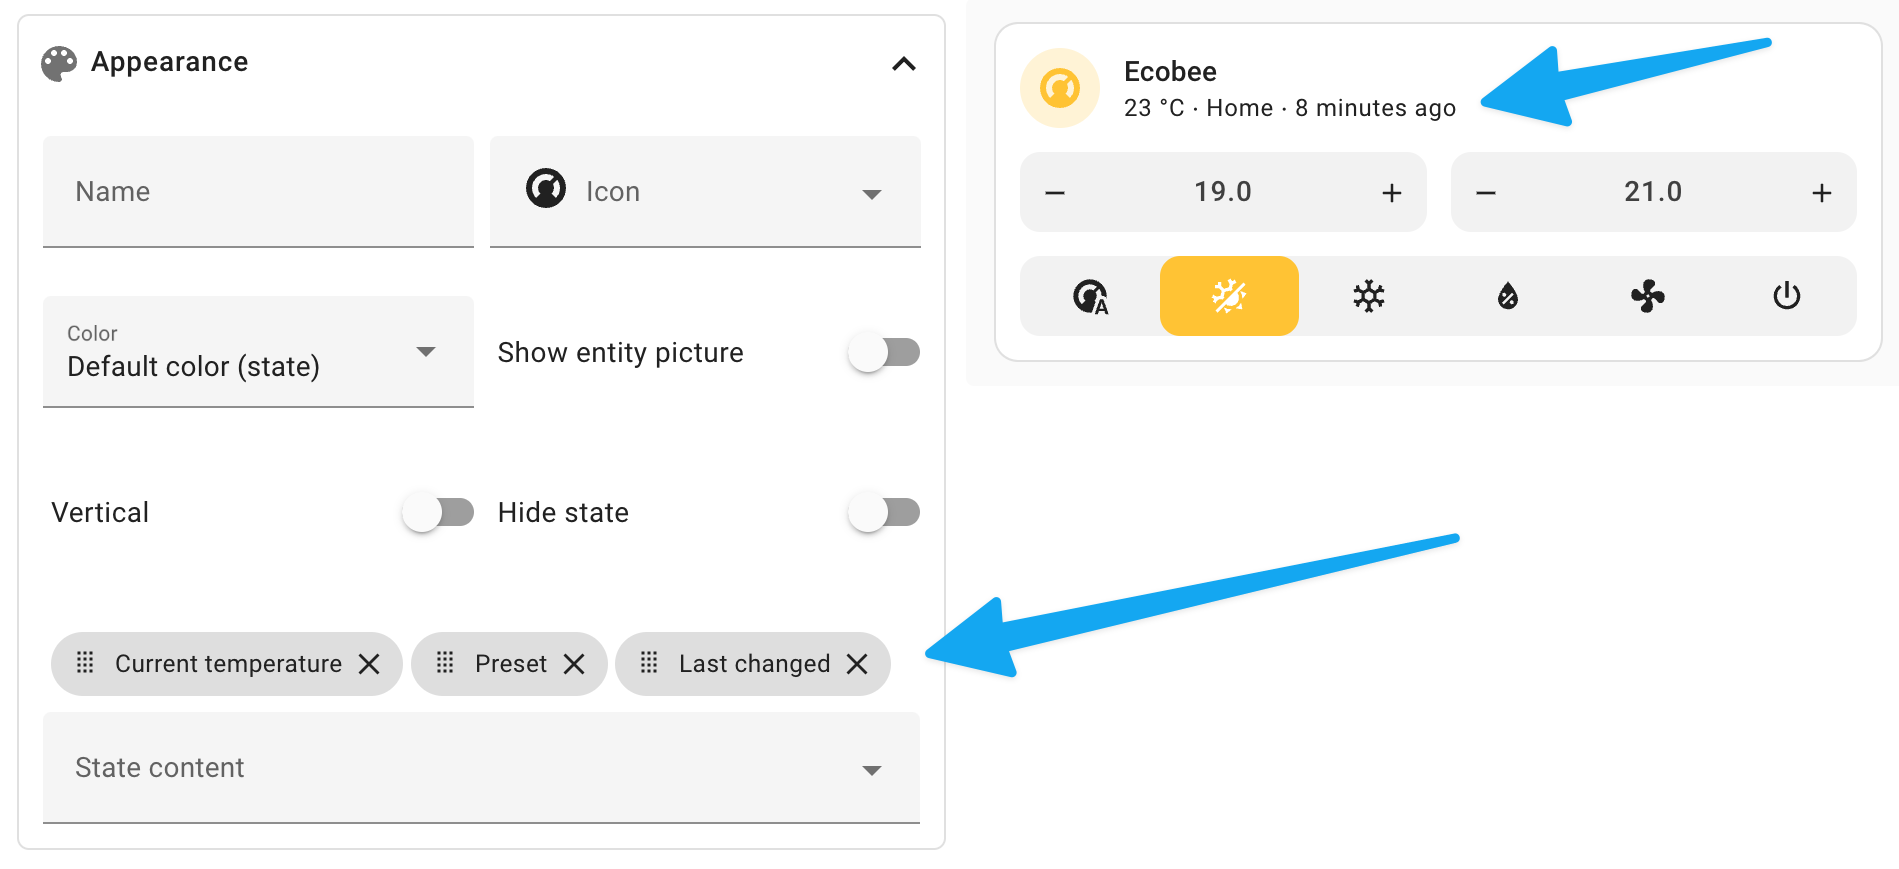 Appearance
Name
Icon
Color
Default color (state)
Show entity picture
Vertical
Hide state
Current temperature
Preset
Last changed
State content
Ecobee
23 °C · Home · 8 minutes ago
− 19.0 +
− 21.0 +
A